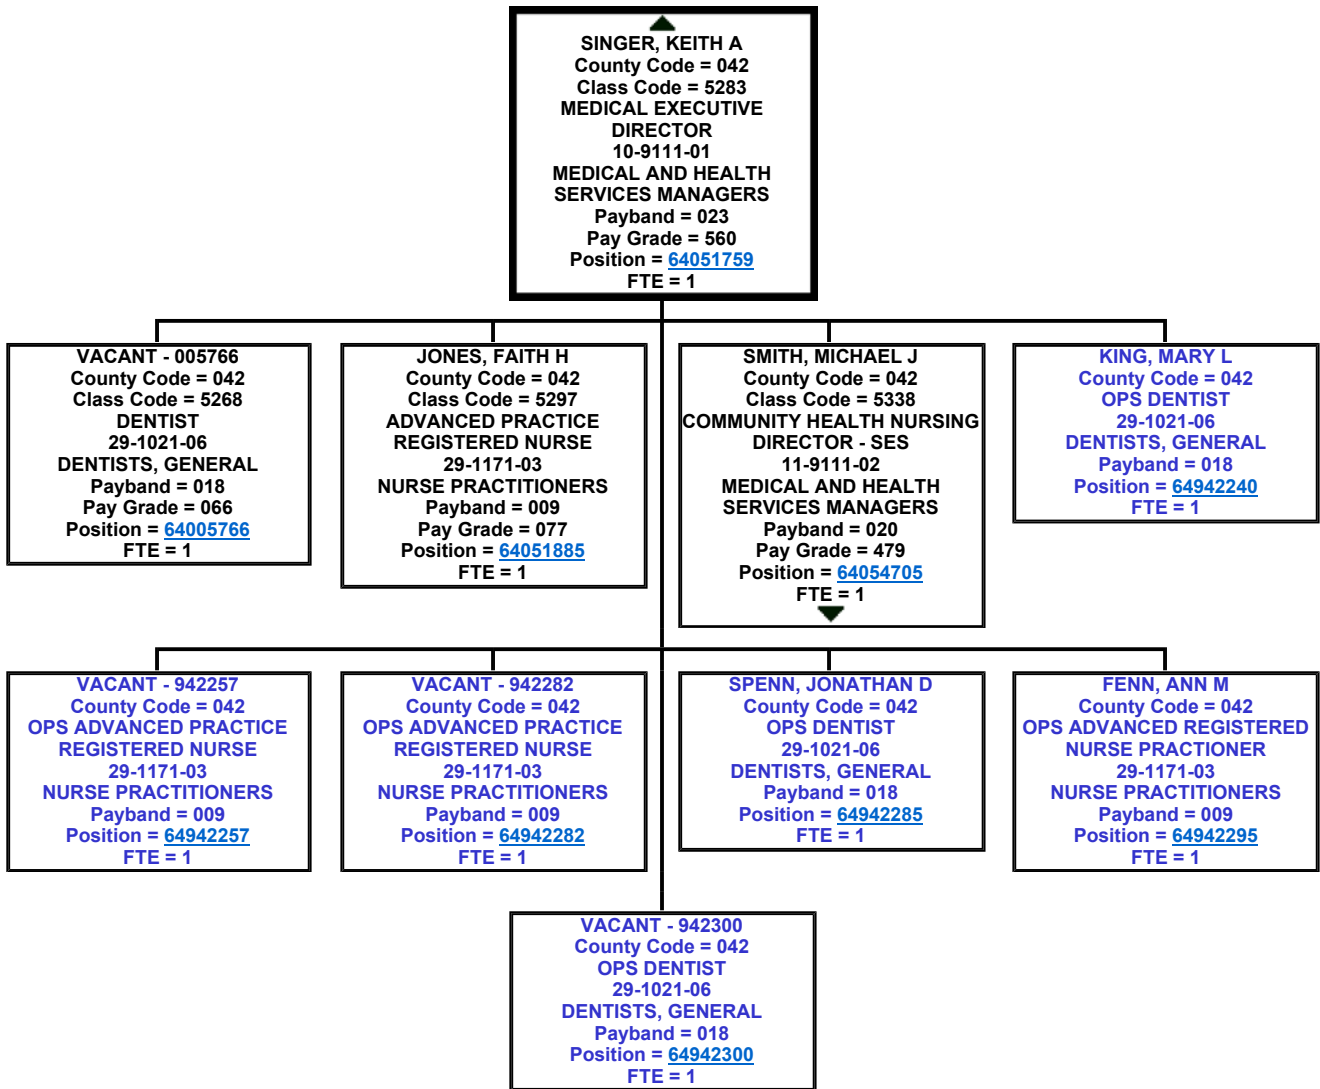 SINGER, KEITH A
County Code = 042
Class Code = 5283
MEDICAL EXECUTIVE
DIRECTOR
10-9111-01
MEDICAL AND HEALTH
SERVICES MANAGERS
Payband = 023
Pay Grade = 560
Position = 64051759
FTE = 1
VACANT - 005766
County Code = 042
Class Code = 5268
DENTIST
29-1021-06
DENTISTS, GENERAL
Payband = 018
Pay Grade = 066
Position = 64005766
FTE = 1
JONES, FAITH H
County Code = 042
Class Code = 5297
ADVANCED PRACTICE
REGISTERED NURSE
29-1171-03
NURSE PRACTITIONERS
Payband = 009
Pay Grade = 077
Position = 64051885
FTE = 1
SMITH, MICHAEL J
County Code = 042
Class Code = 5338
COMMUNITY HEALTH NURSING
DIRECTOR - SES
11-9111-02
MEDICAL AND HEALTH
SERVICES MANAGERS
Payband = 020
Pay Grade = 479
Position = 64054705
FTE = 1
KING, MARY L
County Code = 042
OPS DENTIST
29-1021-06
DENTISTS, GENERAL
Payband = 018
Position = 64942240
FTE = 1
VACANT - 942257
County Code = 042
OPS ADVANCED PRACTICE
REGISTERED NURSE
29-1171-03
NURSE PRACTITIONERS
Payband = 009
Position = 64942257
FTE = 1
VACANT - 942282
County Code = 042
OPS ADVANCED PRACTICE
REGISTERED NURSE
29-1171-03
NURSE PRACTITIONERS
Payband = 009
Position = 64942282
FTE = 1
SPENN, JONATHAN D
County Code = 042
OPS DENTIST
29-1021-06
DENTISTS, GENERAL
Payband = 018
Position = 64942285
FTE = 1
FENN, ANN M
County Code = 042
OPS ADVANCED REGISTERED
NURSE PRACTIONER
29-1171-03
NURSE PRACTITIONERS
Payband = 009
Position = 64942295
FTE = 1
VACANT - 942300
County Code = 042
OPS DENTIST
29-1021-06
DENTISTS, GENERAL
Payband = 018
Position = 64942300
FTE = 1